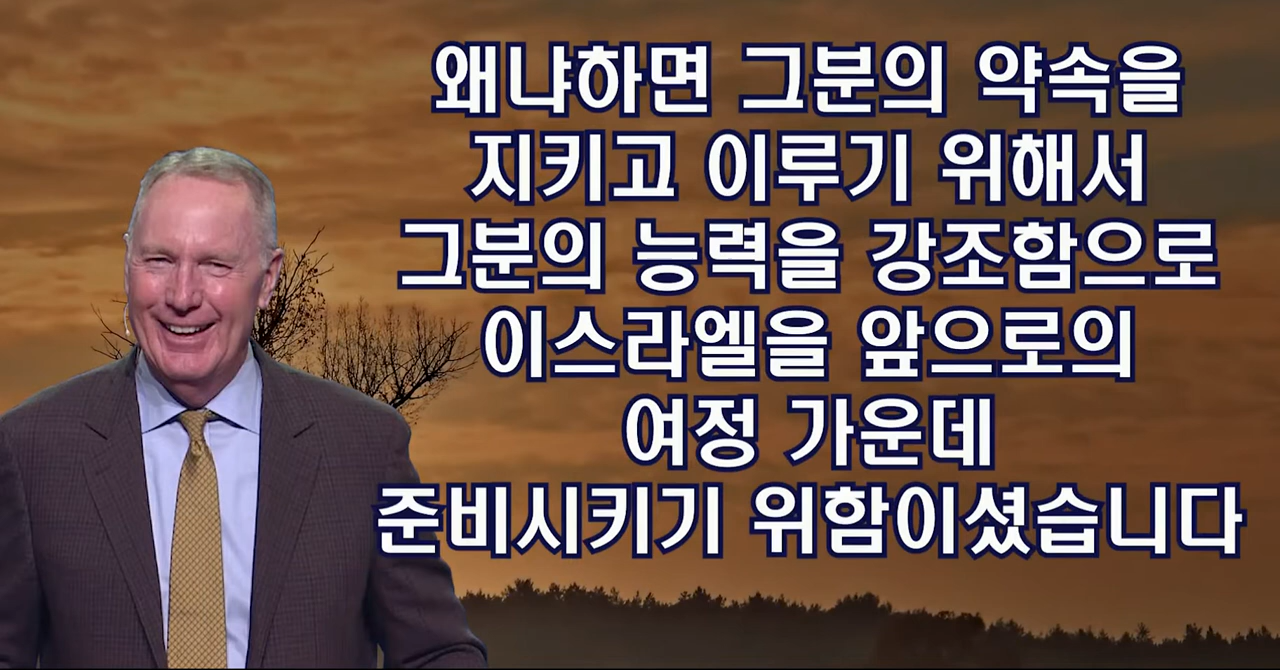 왜냐하면 그분의 약속을
지키고 이루기 위해서
그분의 능력을 강조함으로
이스라엘을 앞으로의
여정 가운데
준비시키기 위함이셨습니다